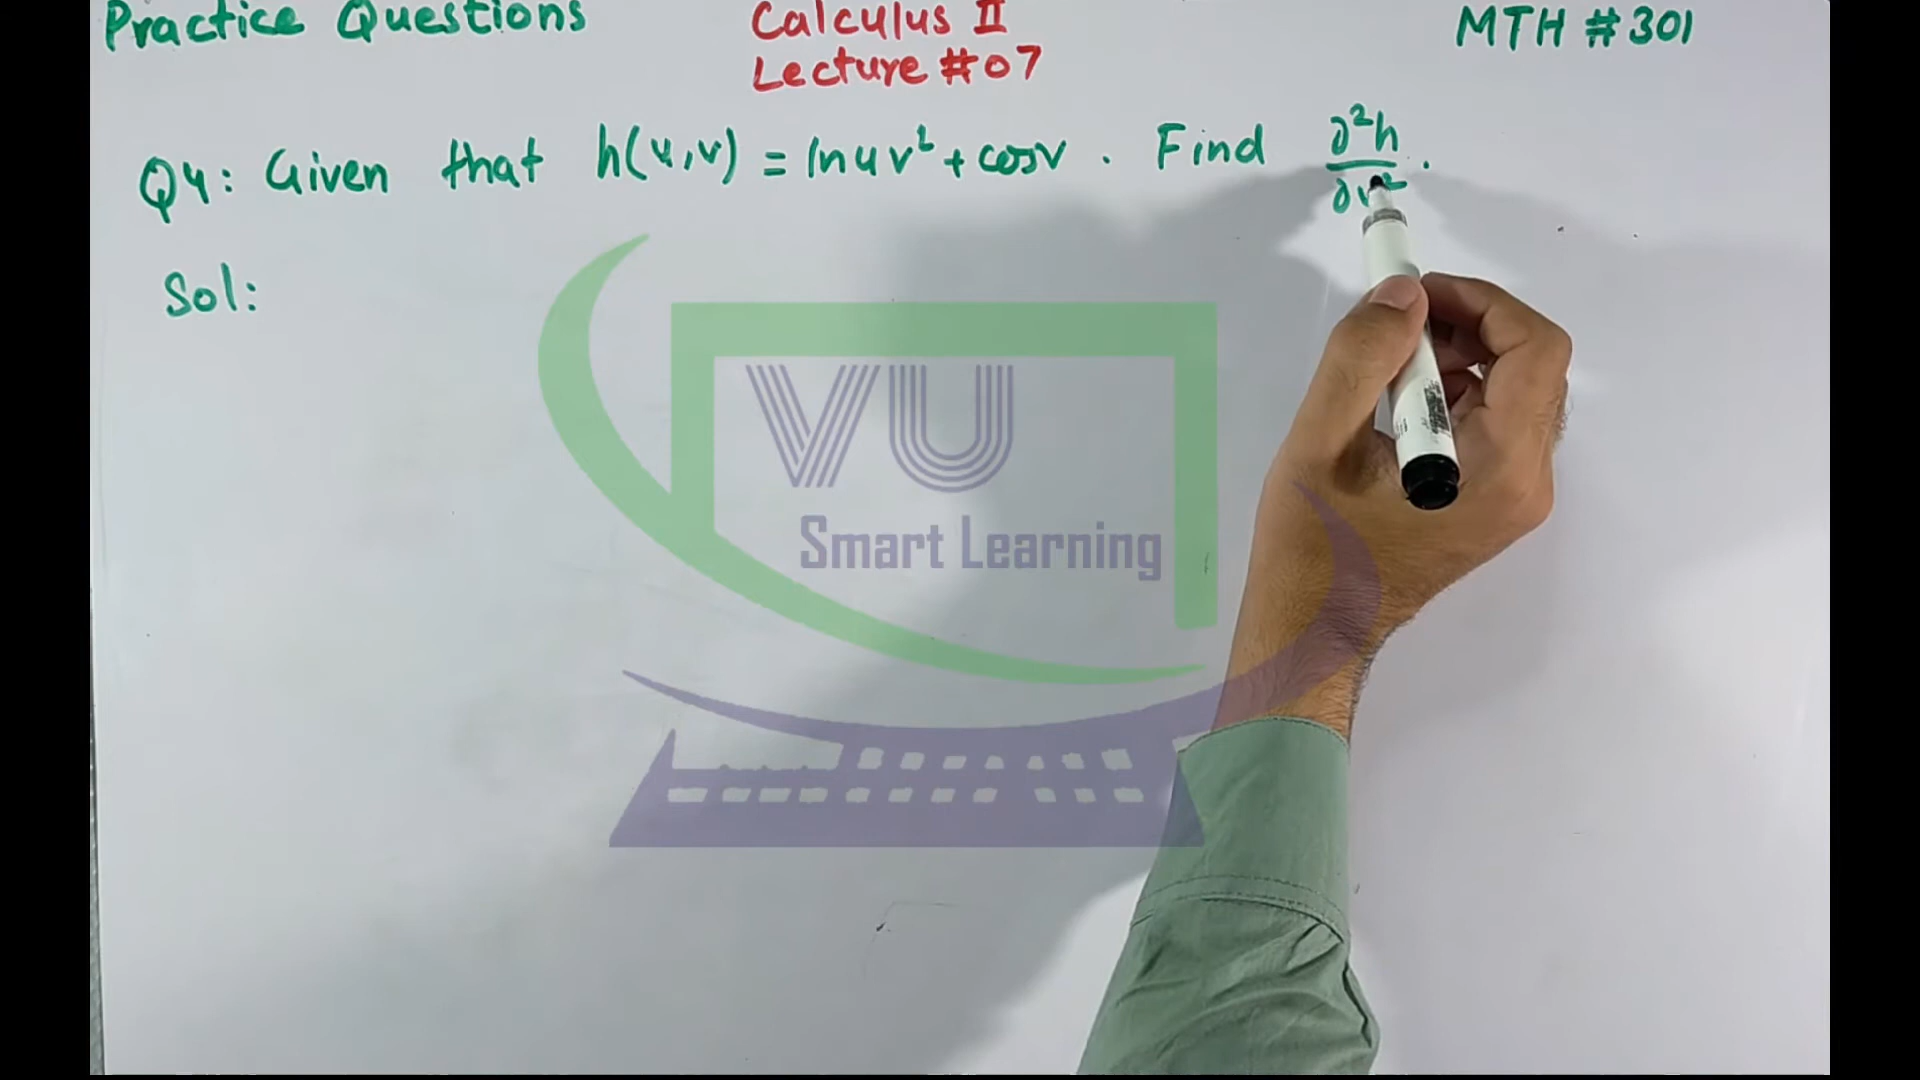 Practice Questions Calculus II MTH # 301
Lecture #07
Q4: Given that h(u,v) = ln uv² + cosv . Find ∂²h/∂v² .
Sol:
VU
Smart Learning